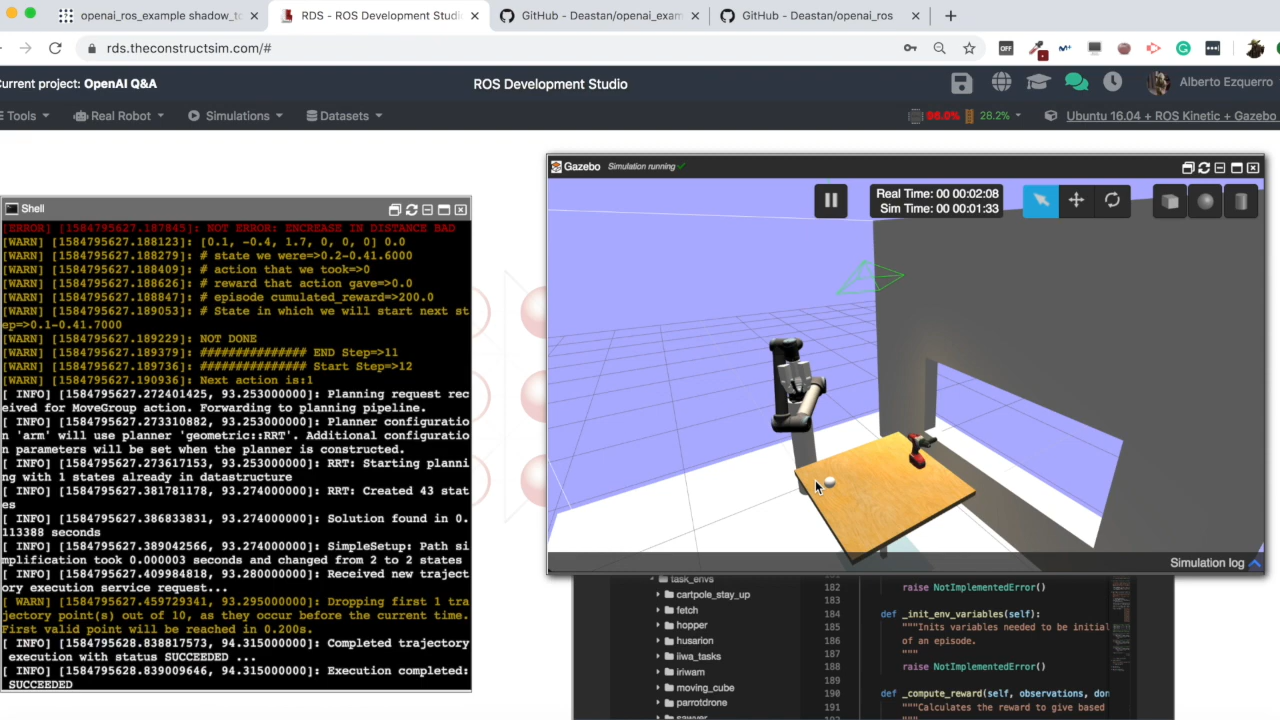 openai_ros_example shadow_tc
RDS - ROS Development Studi
GitHub - Deastan/openai_exam
GitHub - Deastan/openai_ros
rds.theconstructsim.com/#
OFF
Current project: OpenAI Q&A
ROS Development Studio
Alberto Ezquerro
Tools
Real Robot
Simulations
Datasets
96.0%
28.2%
Ubuntu 16.04 + ROS Kinetic + Gazebo
Gazebo Simulation running
Real Time: 00 00:02:08
Sim Time: 00 00:01:33
Simulation log
Shell
[ERROR] [1584795627.187845]: NOT ERROR: ENCREASE IN DISTANCE BAD
[WARN] [1584795627.188123]: [0.1, -0.4, 1.7, 0, 0, 0] 0.0
[WARN] [1584795627.188279]: # state we were=>0.2-0.41.6000
[WARN] [1584795627.188409]: # action that we took=>0
[WARN] [1584795627.188626]: # reward that action gave=>0.0
[WARN] [1584795627.188847]: # episode cumulated_reward=>200.0
[WARN] [1584795627.189053]: # State in which we will start next st
ep=>0.1-0.41.7000
[WARN] [1584795627.189229]: NOT DONE
[WARN] [1584795627.189379]: ############### END Step=>11
[WARN] [1584795627.189736]: ############### Start Step=>12
[WARN] [1584795627.190936]: Next action is:1
[ INFO] [1584795627.272401425, 93.253000000]: Planning request rec
eived for MoveGroup action. Forwarding to planning pipeline.
[ INFO] [1584795627.273310882, 93.253000000]: Planner configuratio
n 'arm' will use planner 'geometric::RRT'. Additional configuratio
n parameters will be set when the planner is constructed.
[ INFO] [1584795627.273617153, 93.253000000]: RRT: Starting planni
ng with 1 states already in datastructure
[ INFO] [1584795627.381781178, 93.274000000]: RRT: Created 43 stat
es
[ INFO] [1584795627.386833831, 93.274000000]: Solution found in 0.
113388 seconds
[ INFO] [1584795627.389042566, 93.274000000]: SimpleSetup: Path si
mplification took 0.000003 seconds and changed from 2 to 2 states
[ INFO] [1584795627.409984818, 93.280000000]: Received new traject
ory execution service request...
[ WARN] [1584795627.459729341, 93.295000000]: Dropping first 1 tra
jectory point(s) out of 10, as they occur before the current time.
First valid point will be reached in 0.200s.
[ INFO] [1584795628.838817573, 94.315000000]: Completed trajectory
execution with status SUCCEEDED ...
[ INFO] [1584795628.839009646, 94.315000000]: Execution completed:
SUCCEEDED
task_envs
cartpole_stay_up
fetch
hopper
husarion
iiwa_tasks
iriwam
moving_cube
parrotdrone
182 raise NotImplementedError()
183
184 def _init_env_variables(self):
185 """Inits variables needed to be initial
186 of an episode.
187 """
188 raise NotImplementedError()
189
190 def _compute_reward(self, observations, don
191 """Calculates the reward to give based